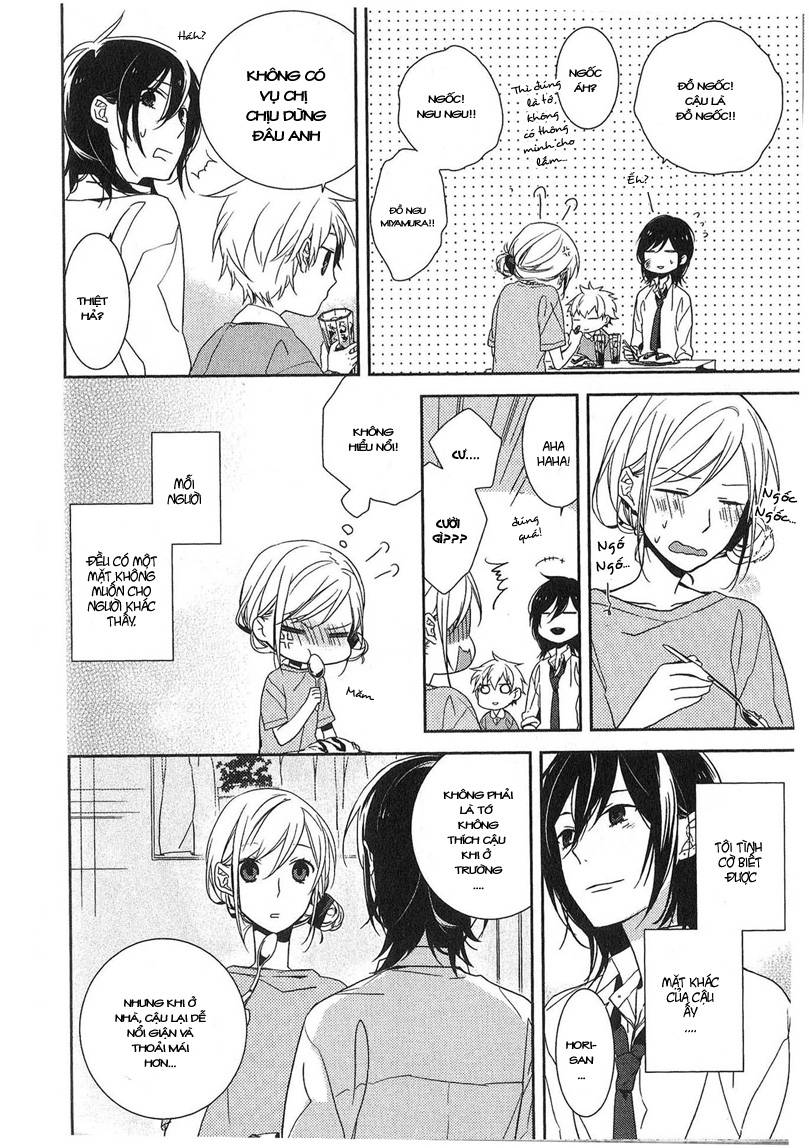 ĐỒ NGỐC!
CẬU LÀ
ĐỒ NGỐC!!
Ếh?
NGỐC
ÁH?
Thì đúng
là tớ
không
có thông
minh cho
lắm...
NGỐC!
NGU NGU!!
ĐỒ NGU
MIYAMURA!!
KHÔNG CÓ
VỤ CHỊ
CHỊU DỪNG
ĐÂU ANH
Háh?
THIỆT
HẢ?
Ngốc
Ngốc...
Ngố
Ngố...
AHA
HAHA!
đúng
quá!
CƯ....
CƯỜI
GÌ???
KHÔNG
HIỂU NỔI!
Măm
MỖI
NGƯỜI
ĐỀU CÓ MỘT
MẶT KHÔNG
MUỐN CHO
NGƯỜI KHÁC
THẤY.
TÔI TÌNH
CỜ BIẾT
ĐƯỢC
MẶT KHÁC
CỦA CẬU
ẤY
....
HORI-
SAN
...
KHÔNG PHẢI
LÀ TỚ
KHÔNG
THÍCH CẬU
KHI Ở
TRƯỜNG
....
NHƯNG KHI Ở
NHÀ, CẬU LẠI DỄ
NỔI GIẬN VÀ
THOẢI MÁI
HƠN...